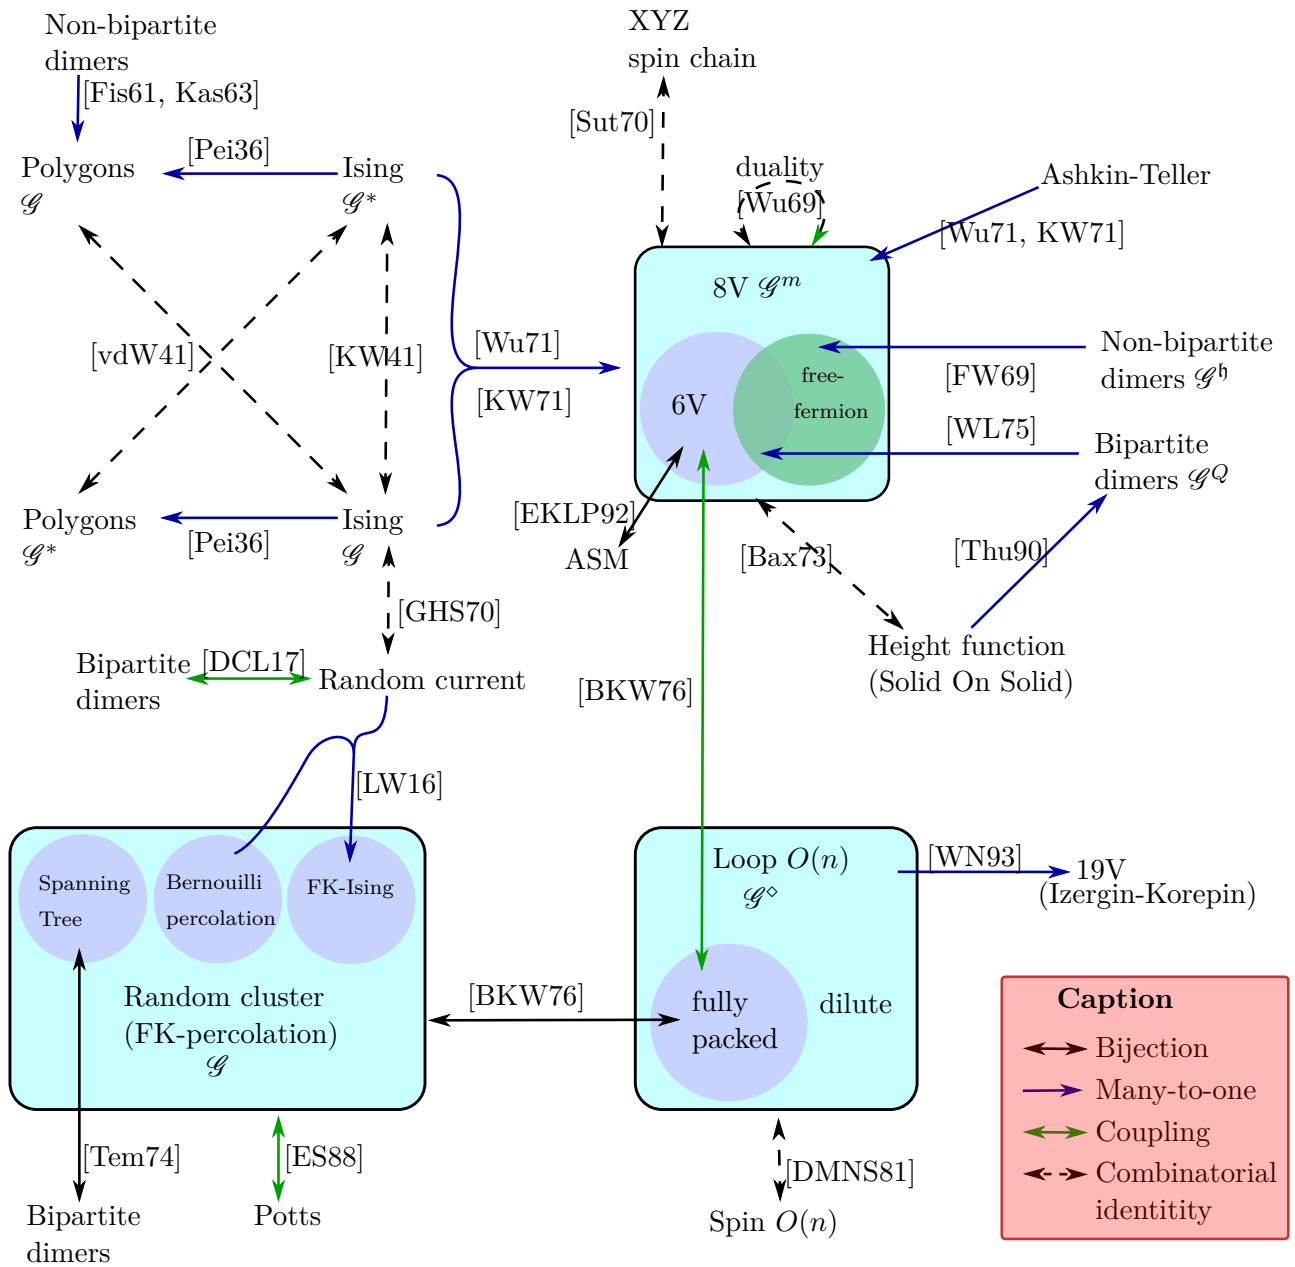 Non-bipartite
dimers
[Fis61, Kas63]
Polygons
𝒢
[Pei36]
Ising
𝒢*
[vdW41]
[KW41]
[Wu71]
[KW71]
Polygons
𝒢*
[Pei36]
Ising
𝒢
[GHS70]
Bipartite
dimers
[DCL17]
Random current
[LW16]
XYZ
spin chain
[Sut70]
duality
[Wu69]
Ashkin-Teller
[Wu71, KW71]
8V 𝒢ᵐ
6V
free-
fermion
Non-bipartite
dimers 𝒢^𝔥
[FW69]
[WL75]
Bipartite
dimers 𝒢^Q
[EKLP92]
ASM
[Bax73]
[Thu90]
Height function
(Solid On Solid)
[BKW76]
Spanning
Tree
Bernouilli
percolation
FK-Ising
Random cluster
(FK-percolation)
𝒢
[BKW76]
Loop O(n)
𝒢^⋄
fully
packed
dilute
[WN93]
19V
(Izergin-Korepin)
[Tem74]
Bipartite
dimers
[ES88]
Potts
[DMNS81]
Spin O(n)
Caption
Bijection
Many-to-one
Coupling
Combinatorial
identitity